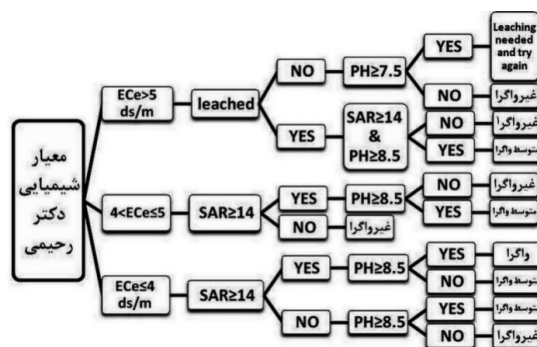 معیار
شیمیایی
دکتر
رحیمی
ECe>5
ds/m
leached
NO
PH≥7.5
YES
Leaching
needed
and try
again
NO
غیرواگرا
YES
SAR≥14
&
PH≥8.5
NO
غیرواگرا
YES
متوسط واگرا
4<ECe≤5
SAR≥14
YES
PH≥8.5
NO
غیرواگرا
YES
متوسط واگرا
NO
غیرواگرا
ECe≤4
ds/m
SAR≥14
YES
PH≥8.5
YES
واگرا
NO
متوسط واگرا
NO
PH≥8.5
YES
متوسط واگرا
NO
غیرواگرا